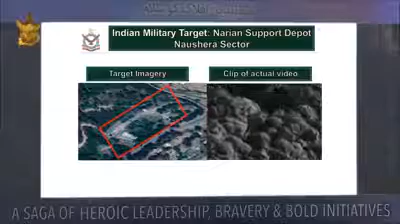 Indian Military Target: Narian Support Depot
Naushera Sector
Target Imagery
Clip of actual video
A SAGA OF HEROIC LEADERSHIP, BRAVERY & BOLD INITIATIVES